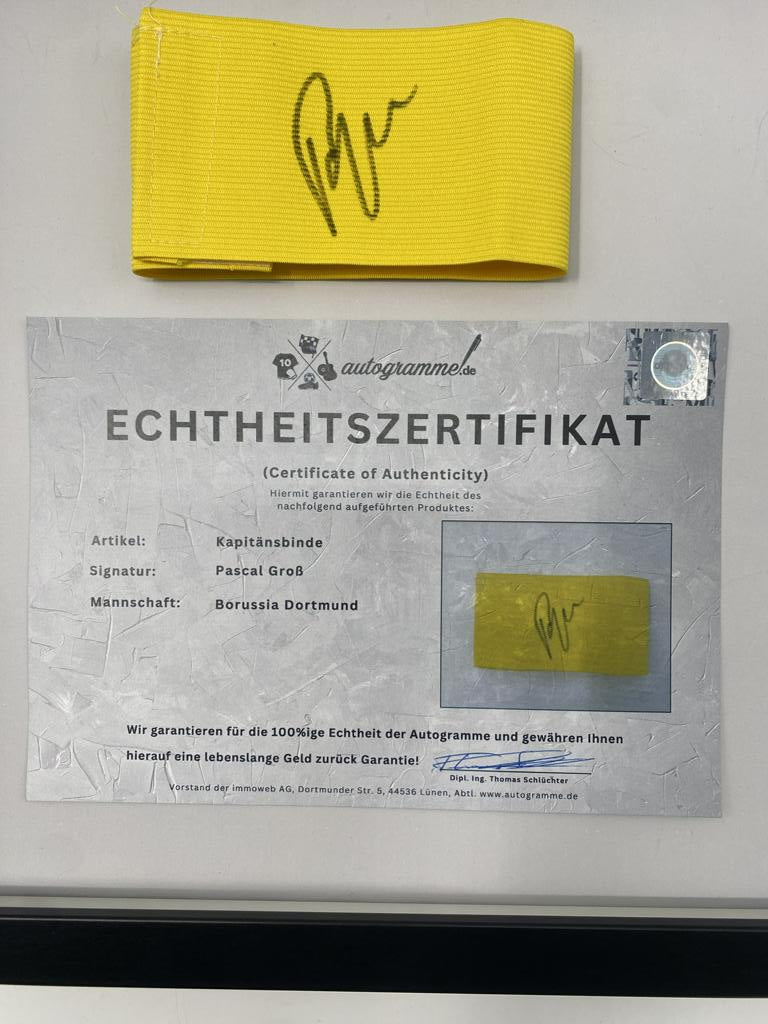 10
autogramme.de
ECHTHEITSZERTIFIKAT
(Certificate of Authenticity)
Hiermit garantieren wir die Echtheit des
nachfolgend aufgeführten Produktes:
Artikel: Kapitänsbinde
Signatur: Pascal Groß
Mannschaft: Borussia Dortmund
Wir garantieren für die 100%ige Echtheit der Autogramme und gewähren Ihnen
hierauf eine lebenslange Geld zurück Garantie!
Dipl. Ing. Thomas Schlüchter
Vorstand der immoweb AG, Dortmunder Str. 5, 44536 Lünen, Abtl. www.autogramme.de